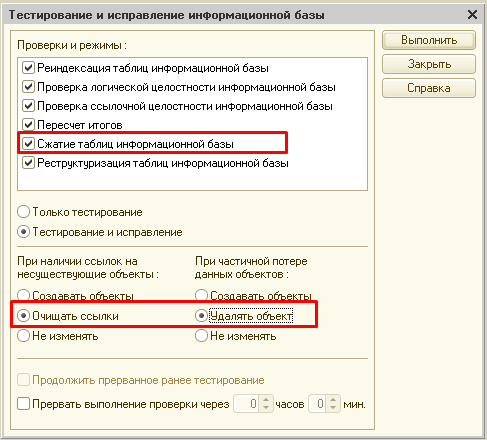 Тестирование и исправление информационной базы
Проверки и режимы :
Выполнить
Реиндексация таблиц информационной базы
Закрыть
Проверка логической целостности информационной базы
Справка
Проверка ссылочной целостности информационной базы
Пересчет итогов
Сжатие таблиц информационной базы
Реструктуризация таблиц информационной базы
Только тестирование
Тестирование и исправление
При наличии ссылок на
несуществующие объекты :
При частичной потере
данных объектов :
Создавать объекты
Создавать объекты
Очищать ссылки
Удалять объект
Не изменять
Не изменять
Продолжить прерванное ранее тестирование
Прервать выполнение проверки через 0 часов 0 мин.